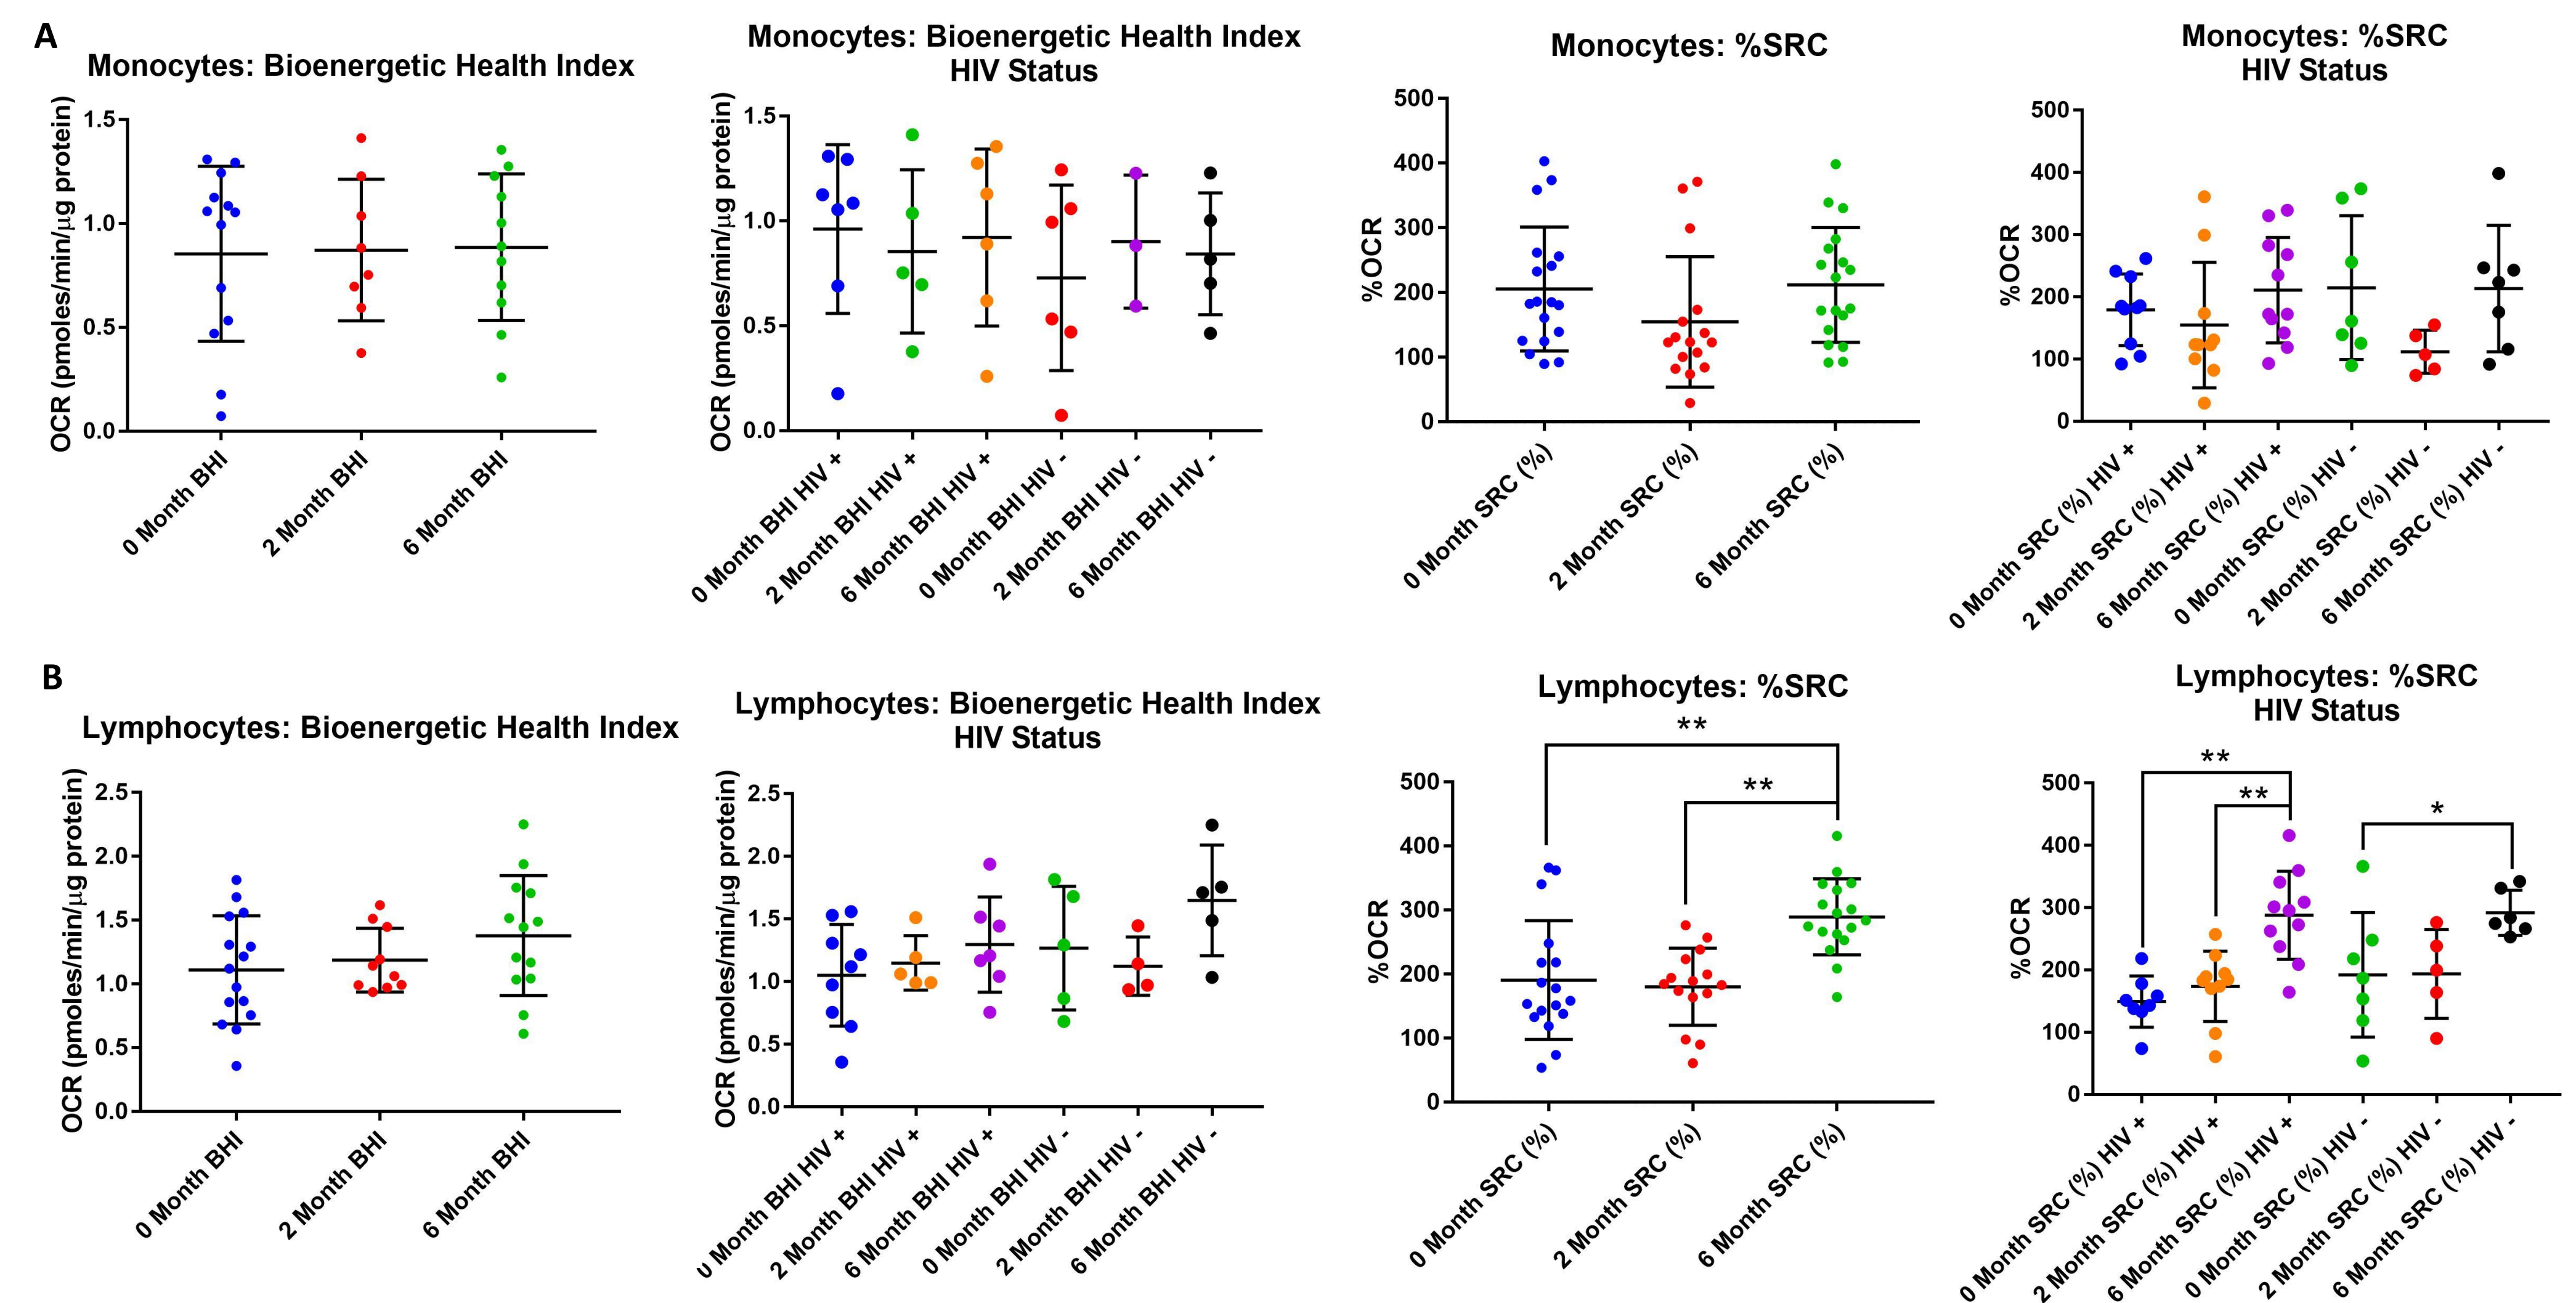 A
Monocytes: Bioenergetic Health Index
OCR (pmoles/min/µg protein)
1.5
1.0
0.5
0.0
0 Month BHI
2 Month BHI
6 Month BHI
Monocytes: Bioenergetic Health Index
HIV Status
OCR (pmoles/min/µg protein)
1.5
1.0
0.5
0.0
0 Month BHI HIV +
2 Month BHI HIV +
6 Month BHI HIV +
0 Month BHI HIV -
2 Month BHI HIV -
6 Month BHI HIV -
Monocytes: %SRC
%OCR
500
400
300
200
100
0
0 Month SRC (%)
2 Month SRC (%)
6 Month SRC (%)
Monocytes: %SRC
HIV Status
%OCR
500
400
300
200
100
0
0 Month SRC (%) HIV +
2 Month SRC (%) HIV +
6 Month SRC (%) HIV +
0 Month SRC (%) HIV -
2 Month SRC (%) HIV -
6 Month SRC (%) HIV -
B
Lymphocytes: Bioenergetic Health Index
OCR (pmoles/min/µg protein)
2.5
2.0
1.5
1.0
0.5
0.0
0 Month BHI
2 Month BHI
6 Month BHI
Lymphocytes: Bioenergetic Health Index
HIV Status
OCR (pmoles/min/µg protein)
2.5
2.0
1.5
1.0
0.5
0.0
0 Month BHI HIV +
2 Month BHI HIV +
6 Month BHI HIV +
0 Month BHI HIV -
2 Month BHI HIV -
6 Month BHI HIV -
Lymphocytes: %SRC
**
**
%OCR
500
400
300
200
100
0
0 Month SRC (%)
2 Month SRC (%)
6 Month SRC (%)
Lymphocytes: %SRC
HIV Status
**
**
*
%OCR
500
400
300
200
100
0
0 Month SRC (%) HIV +
2 Month SRC (%) HIV +
6 Month SRC (%) HIV +
0 Month SRC (%) HIV -
2 Month SRC (%) HIV -
6 Month SRC (%) HIV -